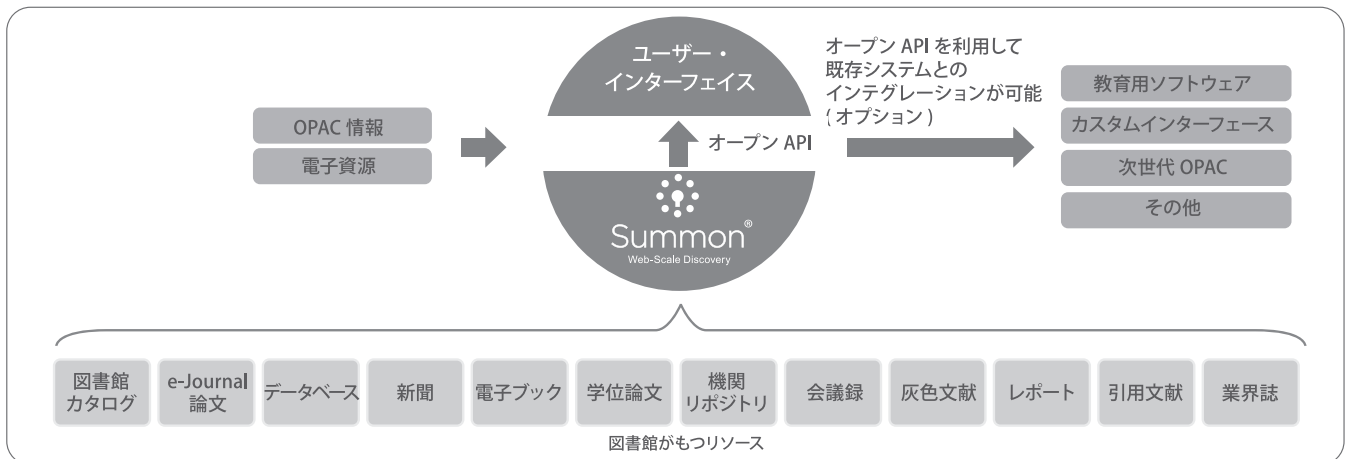 OPAC 情報
電子資源
ユーザー・
インターフェイス
オープン API
Summon®
Web-Scale Discovery
オープン API を利用して
既存システムとの
インテグレーションが可能
( オプション )
教育用ソフトウェア
カスタムインターフェース
次世代 OPAC
その他
図書館
カタログ
e-Journal
論文
データベース
新聞
電子ブック
学位論文
機関
リポジトリ
会議録
灰色文献
レポート
引用文献
業界誌
図書館がもつリソース